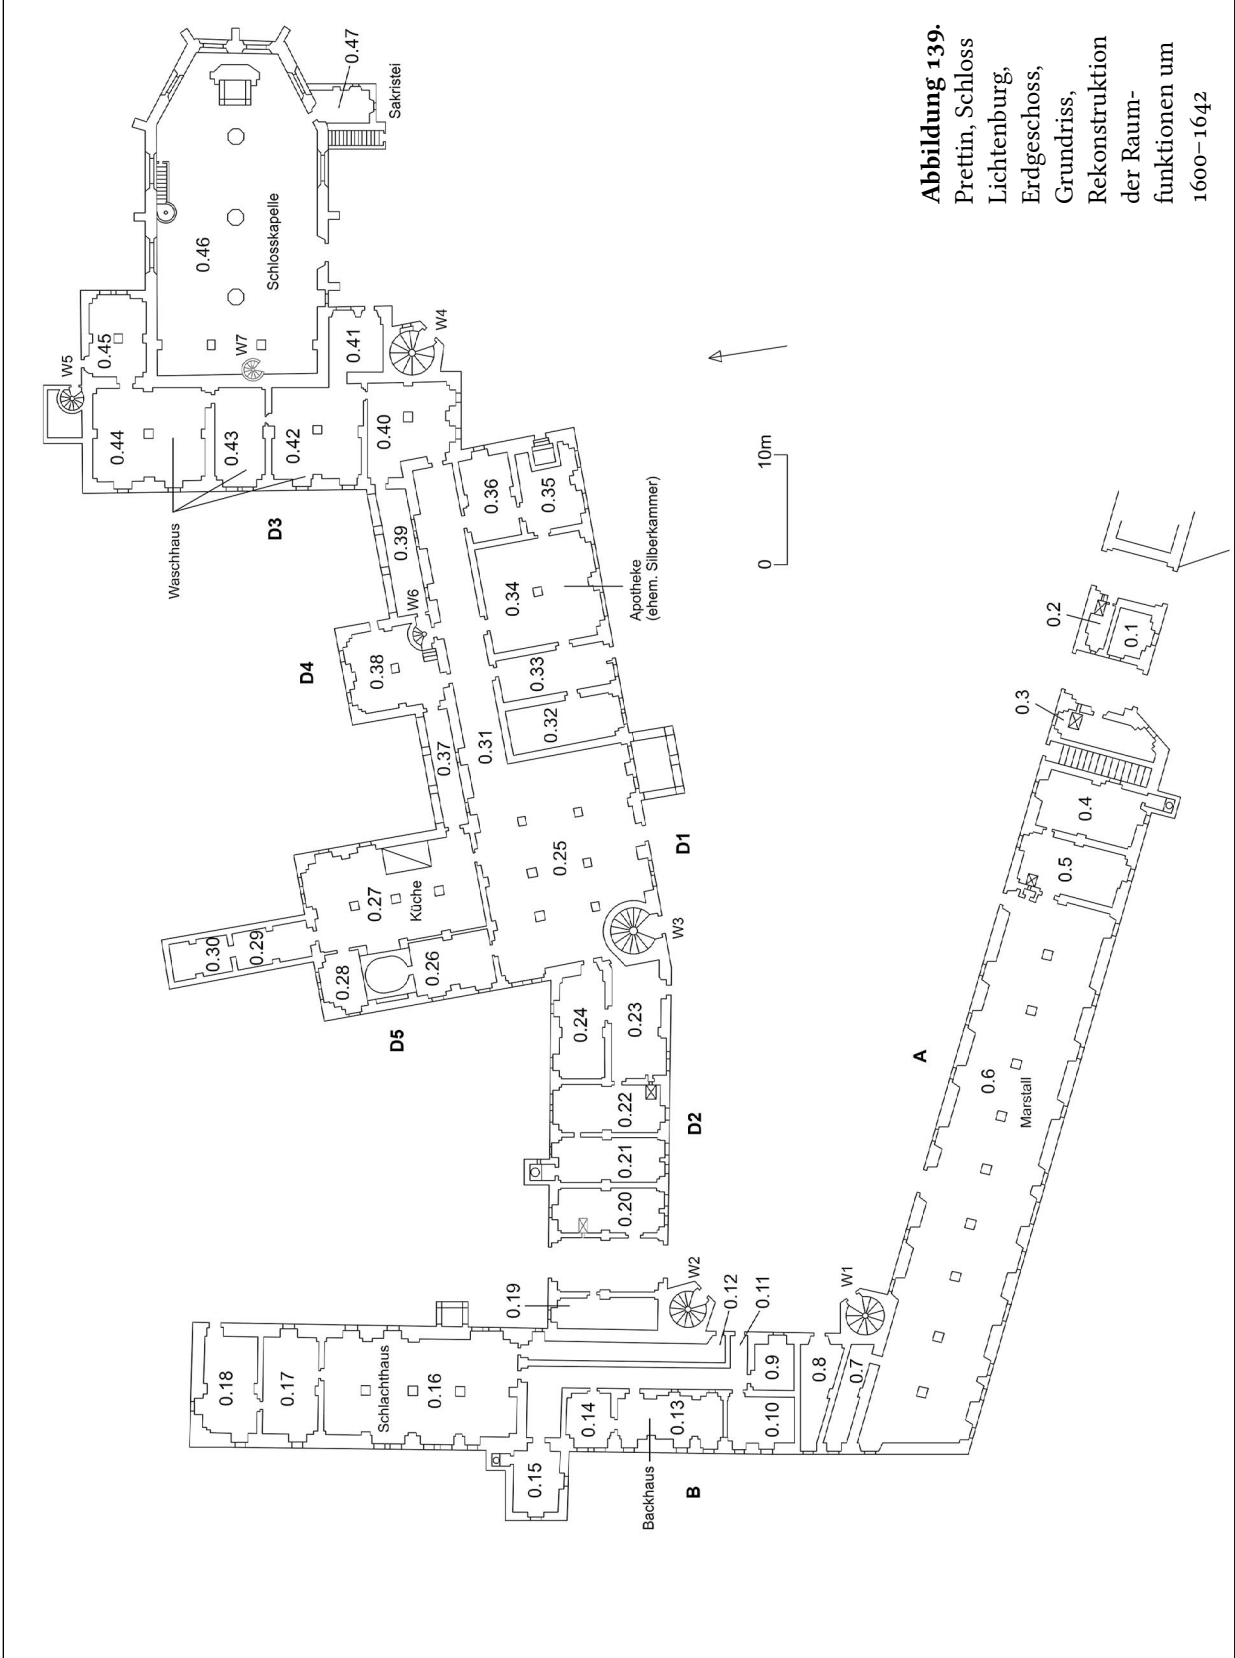 Abbildung 139.
Prettin, Schloss
Lichtenburg,
Erdgeschoss,
Grundriss,
Rekonstruktion
der Raum-
funktionen um
1600–1642
0.18
0.17
Schlachthaus
0.16
0.15
0.14
0.13
Backhaus
B
0.19
W2
0.12
0.11
0.10
0.9
0.8
0.7
W1
0.6
Marstall
A
0.5
0.4
0.3
0.2
0.1
0.20
0.21
0.22
D2
0.23
0.24
W3
0.25
D1
0.26
0.27
Küche
0.28
0.29
0.30
D5
0.31
0.32
0.33
0.34
Apotheke
(ehem. Silberkammer)
0.35
0.36
0.37
0.38
D4
W6
0.39
0.40
0.41
W4
0.42
0.43
0.44
Waschhaus
D3
0.45
W5
W7
0.46
Schlosskapelle
0.47
Sakristei
0
10m